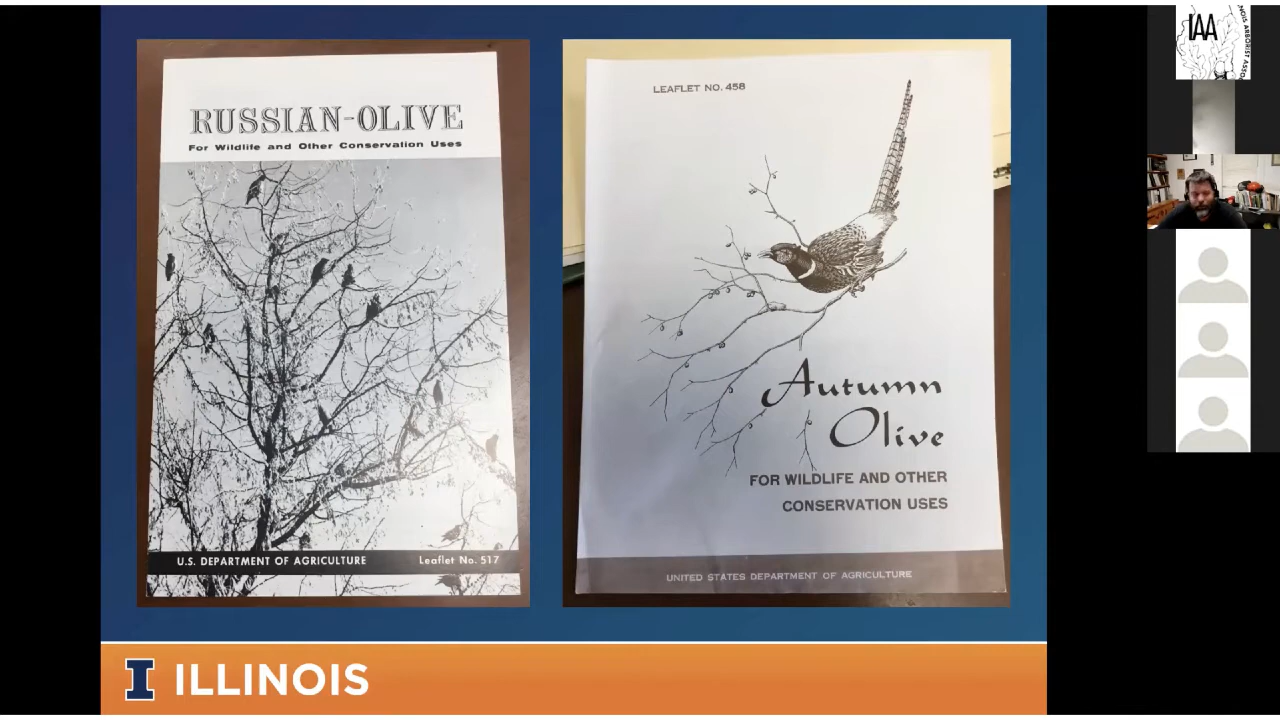 RUSSIAN-OLIVE
For Wildlife and Other Conservation Uses
U.S. DEPARTMENT OF AGRICULTURE
Leaflet No. 517
LEAFLET NO. 458
Autumn
Olive
FOR WILDLIFE AND OTHER
CONSERVATION USES
UNITED STATES DEPARTMENT OF AGRICULTURE
I ILLINOIS
IAA